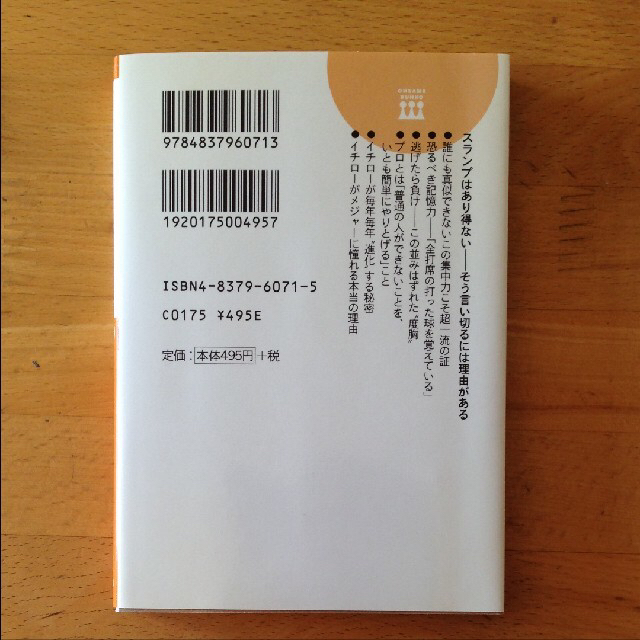 スランプはあり得ない——そう言い切るには理由がある
●誰にも真似できないこの集中力こそ超一流の証
●恐るべき記憶力——「全打席の打った球を覚えている」
●逃げたら負け——この並みはずれた"度胸"
●プロとは「普通の人ができないことを、
いとも簡単にやりとげる」こと
●イチローが毎年毎年"進化"する秘密
●イチローがメジャーに憧れる本当の理由
9784837960713
1920175004957
ISBN4-8379-6071-5
C0175 ¥495E
定価:本体495円+税